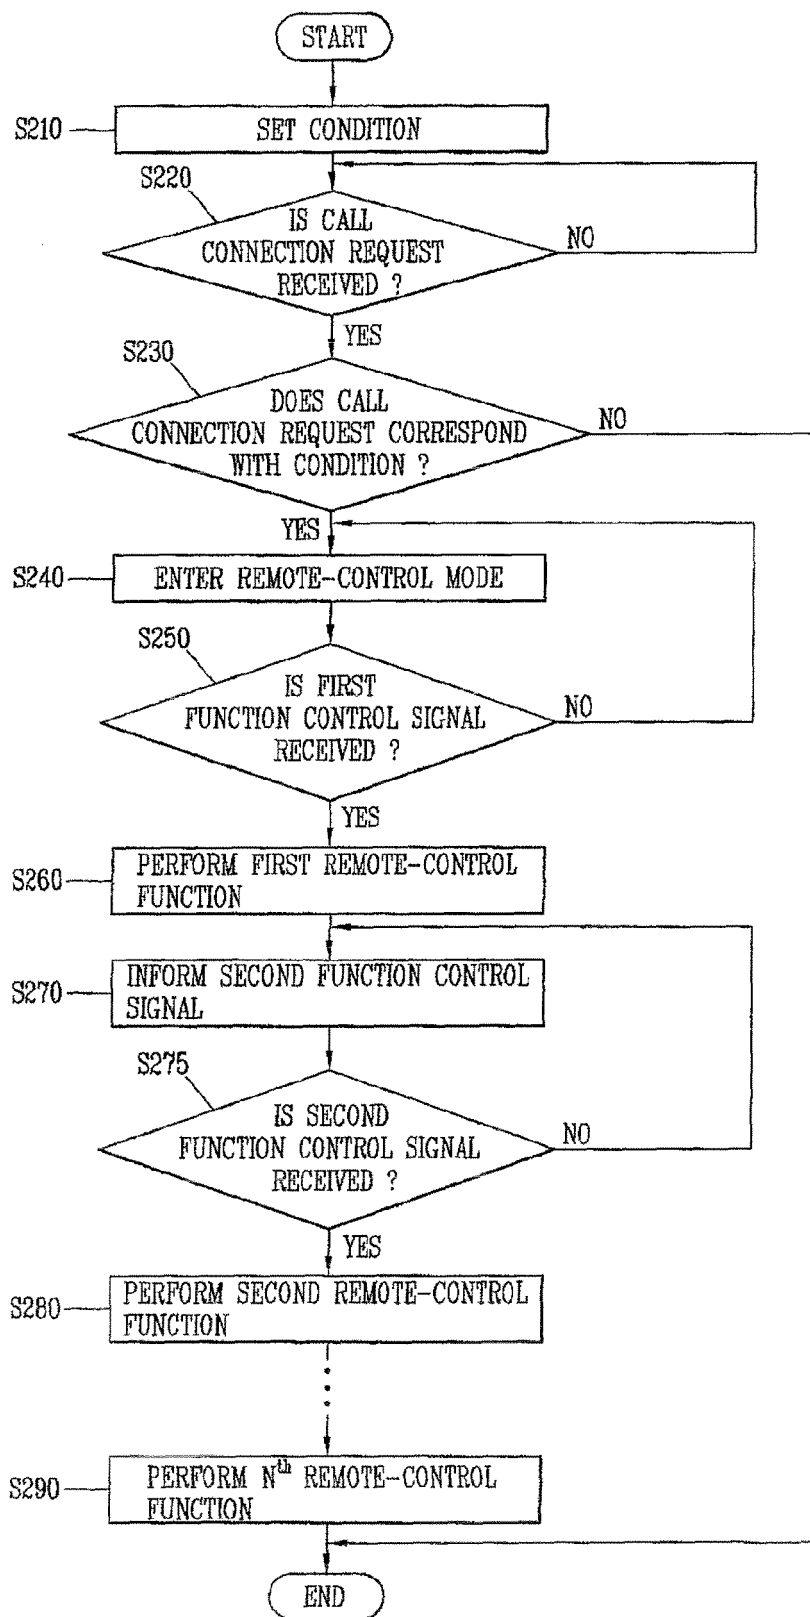 START
S210
SET CONDITION
S220
IS CALL
CONNECTION REQUEST
RECEIVED ?
NO
YES
S230
DOES CALL
CONNECTION REQUEST CORRESPOND
WITH CONDITION ?
NO
YES
S240
ENTER REMOTE-CONTROL MODE
S250
IS FIRST
FUNCTION CONTROL SIGNAL
RECEIVED ?
NO
YES
S260
PERFORM FIRST REMOTE-CONTROL
FUNCTION
S270
INFORM SECOND FUNCTION CONTROL
SIGNAL
S275
IS SECOND
FUNCTION CONTROL SIGNAL
RECEIVED ?
NO
YES
S280
PERFORM SECOND REMOTE-CONTROL
FUNCTION
S290
PERFORM Nth REMOTE-CONTROL
FUNCTION
END